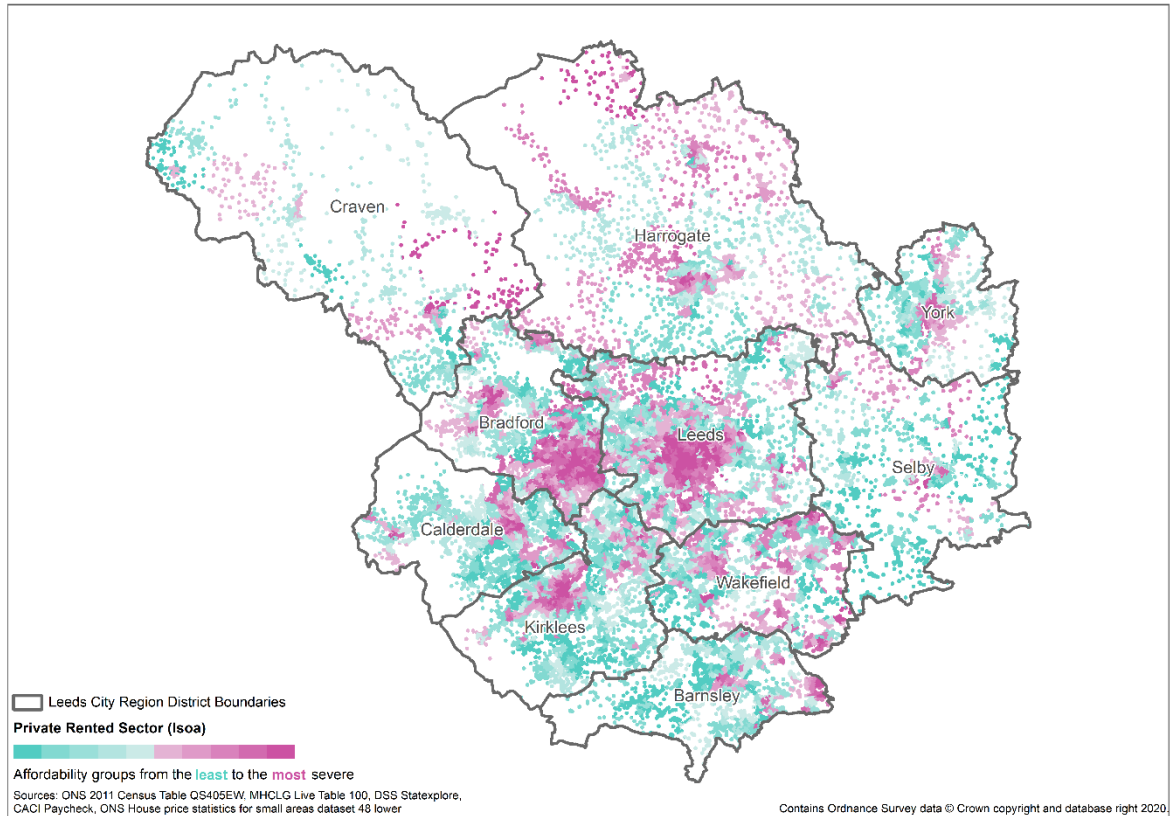 Craven
Harrogate
York
Bradford
Leeds
Selby
Calderdale
Wakefield
Kirklees
Barnsley
Leeds City Region District Boundaries
Private Rented Sector (lsoa)
Affordability groups from the least to the most severe
Sources: ONS 2011 Census Table QS405EW, MHCLG Live Table 100, DSS Statexplore,
CACI Paycheck, ONS House price statistics for small areas dataset 48 lower
Contains Ordnance Survey data © Crown copyright and database right 2020.